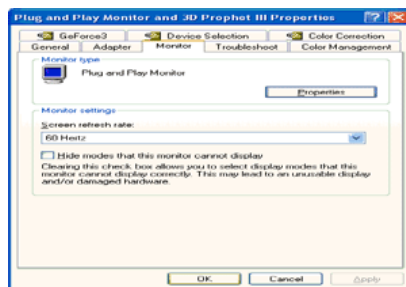 Plug and Play Monitor and 3D Prophet III Properties
GeForce3 Device Selection Color Correction
General Adapter Monitor Troubleshoot Color Management
Monitor type
Plug and Play Monitor
Properties
Monitor settings
Screen refresh rate:
60 Hertz
Hide modes that this monitor cannot display
Clearing this check box allows you to select display modes that this
monitor cannot display correctly. This may lead to an unusable display
and/or damaged hardware.
OK Cancel Apply